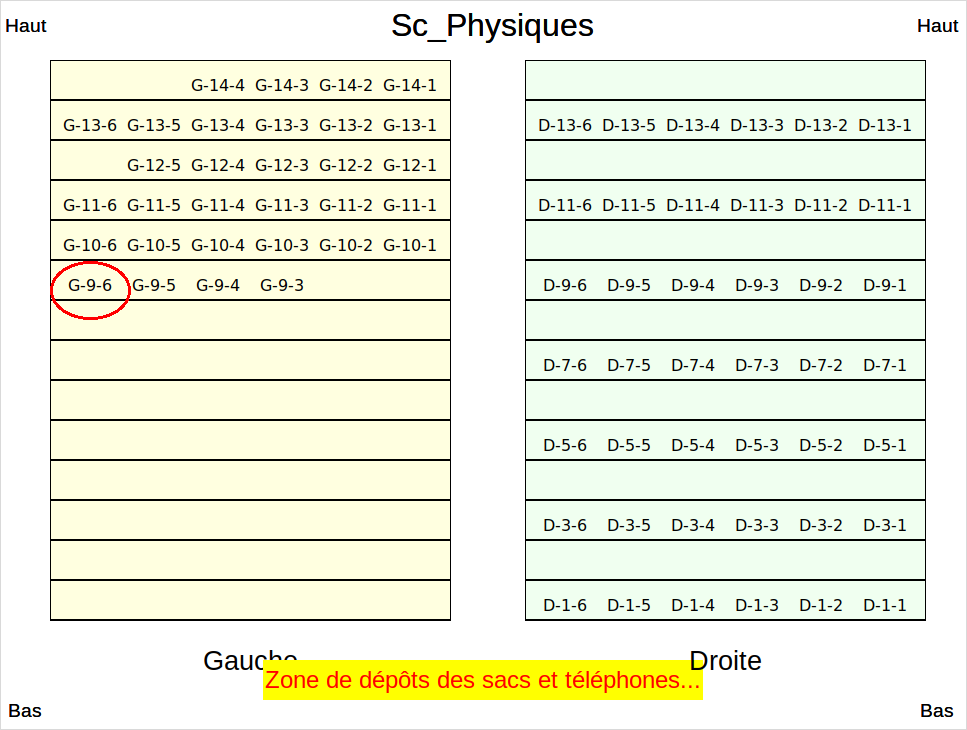 Sc_Physiques
Haut
Haut
G-14-4 G-14-3 G-14-2 G-14-1
G-13-6 G-13-5 G-13-4 G-13-3 G-13-2 G-13-1
G-12-5 G-12-4 G-12-3 G-12-2 G-12-1
G-11-6 G-11-5 G-11-4 G-11-3 G-11-2 G-11-1
G-10-6 G-10-5 G-10-4 G-10-3 G-10-2 G-10-1
G-9-6 G-9-5 G-9-4 G-9-3
D-13-6 D-13-5 D-13-4 D-13-3 D-13-2 D-13-1
D-11-6 D-11-5 D-11-4 D-11-3 D-11-2 D-11-1
D-9-6 D-9-5 D-9-4 D-9-3 D-9-2 D-9-1
D-7-6 D-7-5 D-7-4 D-7-3 D-7-2 D-7-1
D-5-6 D-5-5 D-5-4 D-5-3 D-5-2 D-5-1
D-3-6 D-3-5 D-3-4 D-3-3 D-3-2 D-3-1
D-1-6 D-1-5 D-1-4 D-1-3 D-1-2 D-1-1
Gauche
Droite
Zone de dépôts des sacs et téléphones...
Bas
Bas